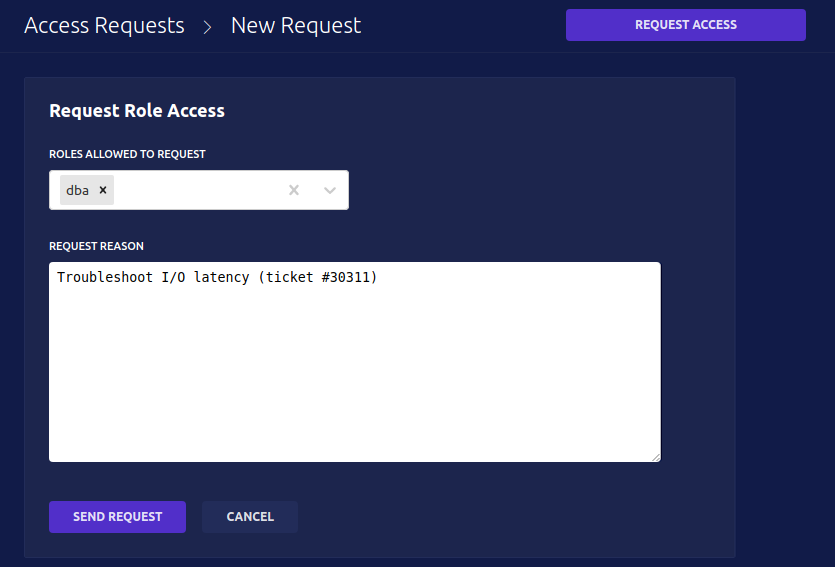 Access Requests > New Request
REQUEST ACCESS
Request Role Access
ROLES ALLOWED TO REQUEST
dba ×
REQUEST REASON
Troubleshoot I/O latency (ticket #30311)
SEND REQUEST
CANCEL